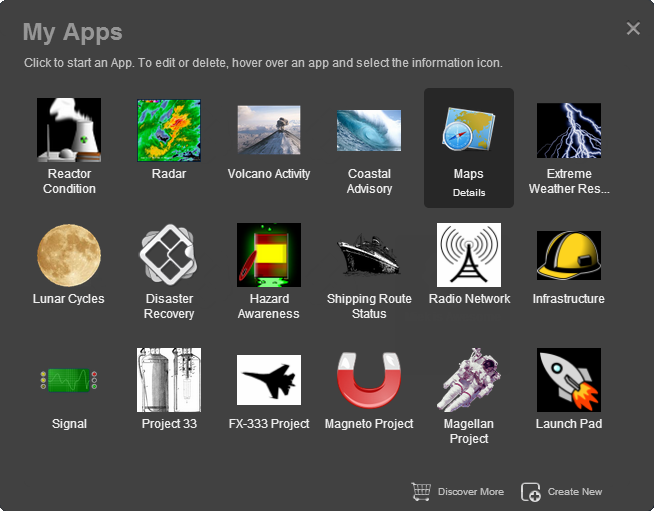 My Apps
Click to start an App. To edit or delete, hover over an app and select the information icon.
Reactor
Condition
Radar
Volcano Activity
Coastal
Advisory
Maps
Details
Extreme
Weather Res...
Lunar Cycles
Disaster
Recovery
Hazard
Awareness
Shipping Route
Status
Radio Network
Infrastructure
Signal
Project 33
FX-333 Project
Magneto Project
Magellan
Project
Launch Pad
Discover More
Create New